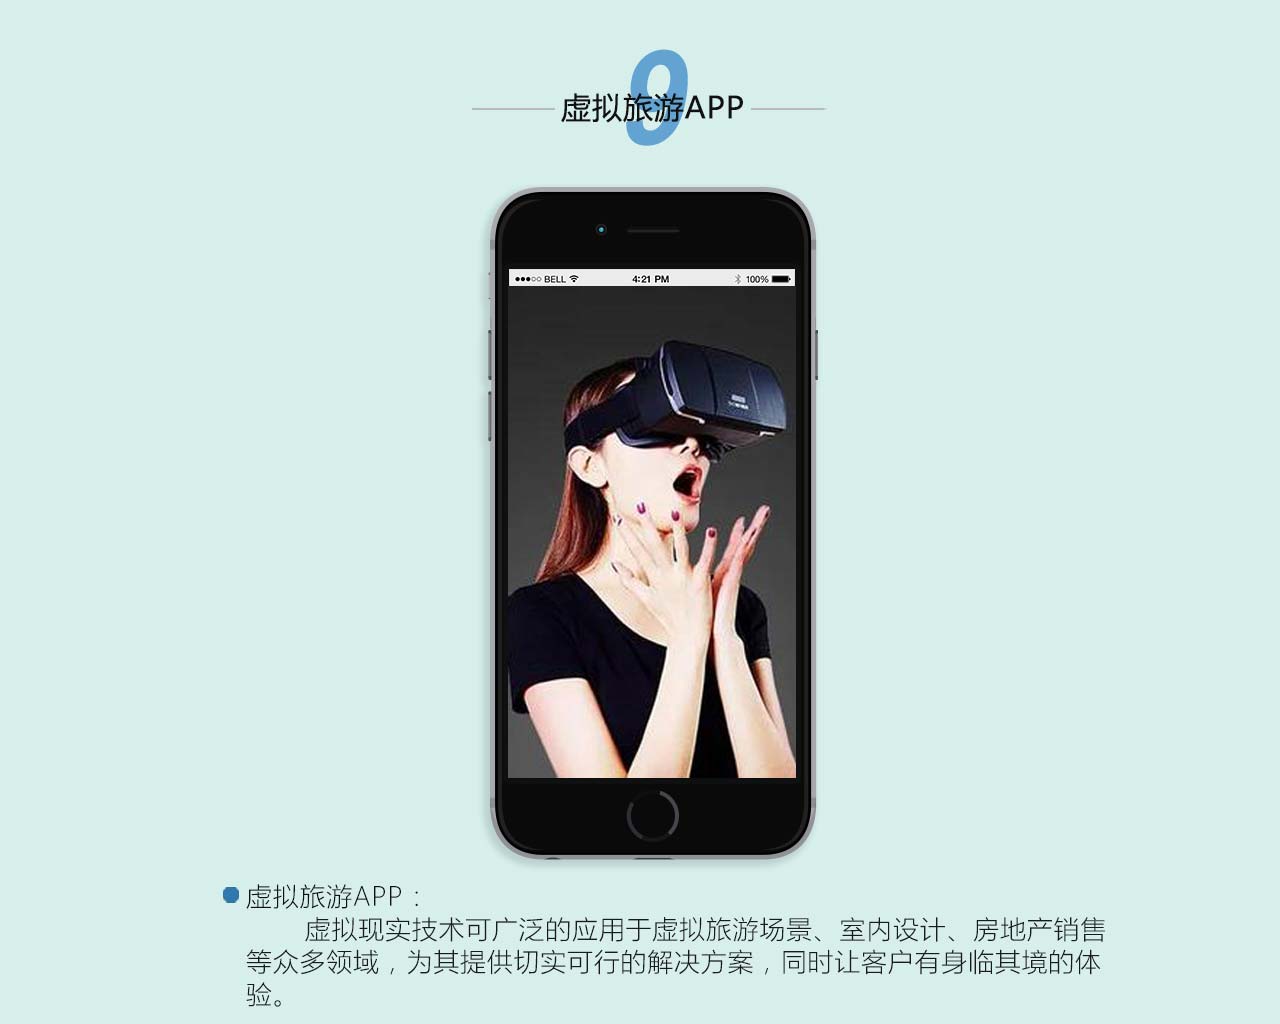 9
虚拟旅游APP
BELL 4:21 PM 100%
虚拟旅游APP：
虚拟现实技术可广泛的应用于虚拟旅游场景、室内设计、房地产销售
等众多领域，为其提供切实可行的解决方案，同时让客户有身临其境的体
验。